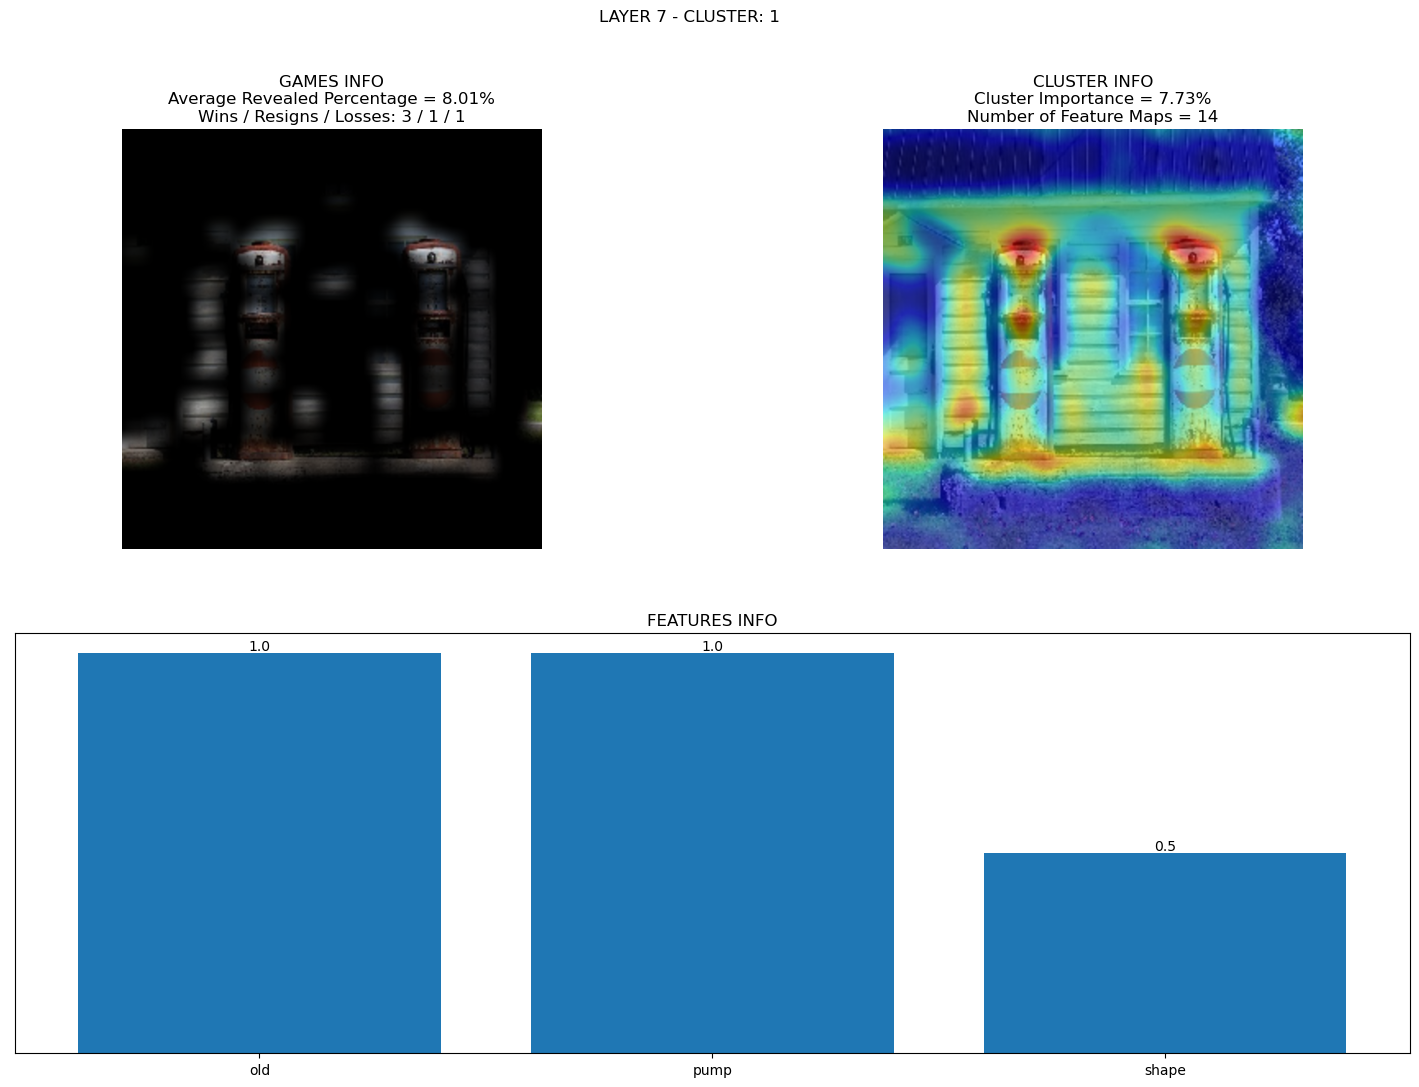 LAYER 7 - CLUSTER: 1
GAMES INFO
Average Revealed Percentage = 8.01%
Wins / Resigns / Losses: 3 / 1 / 1
CLUSTER INFO
Cluster Importance = 7.73%
Number of Feature Maps = 14
FEATURES INFO
1.0
1.0
0.5
old
pump
shape